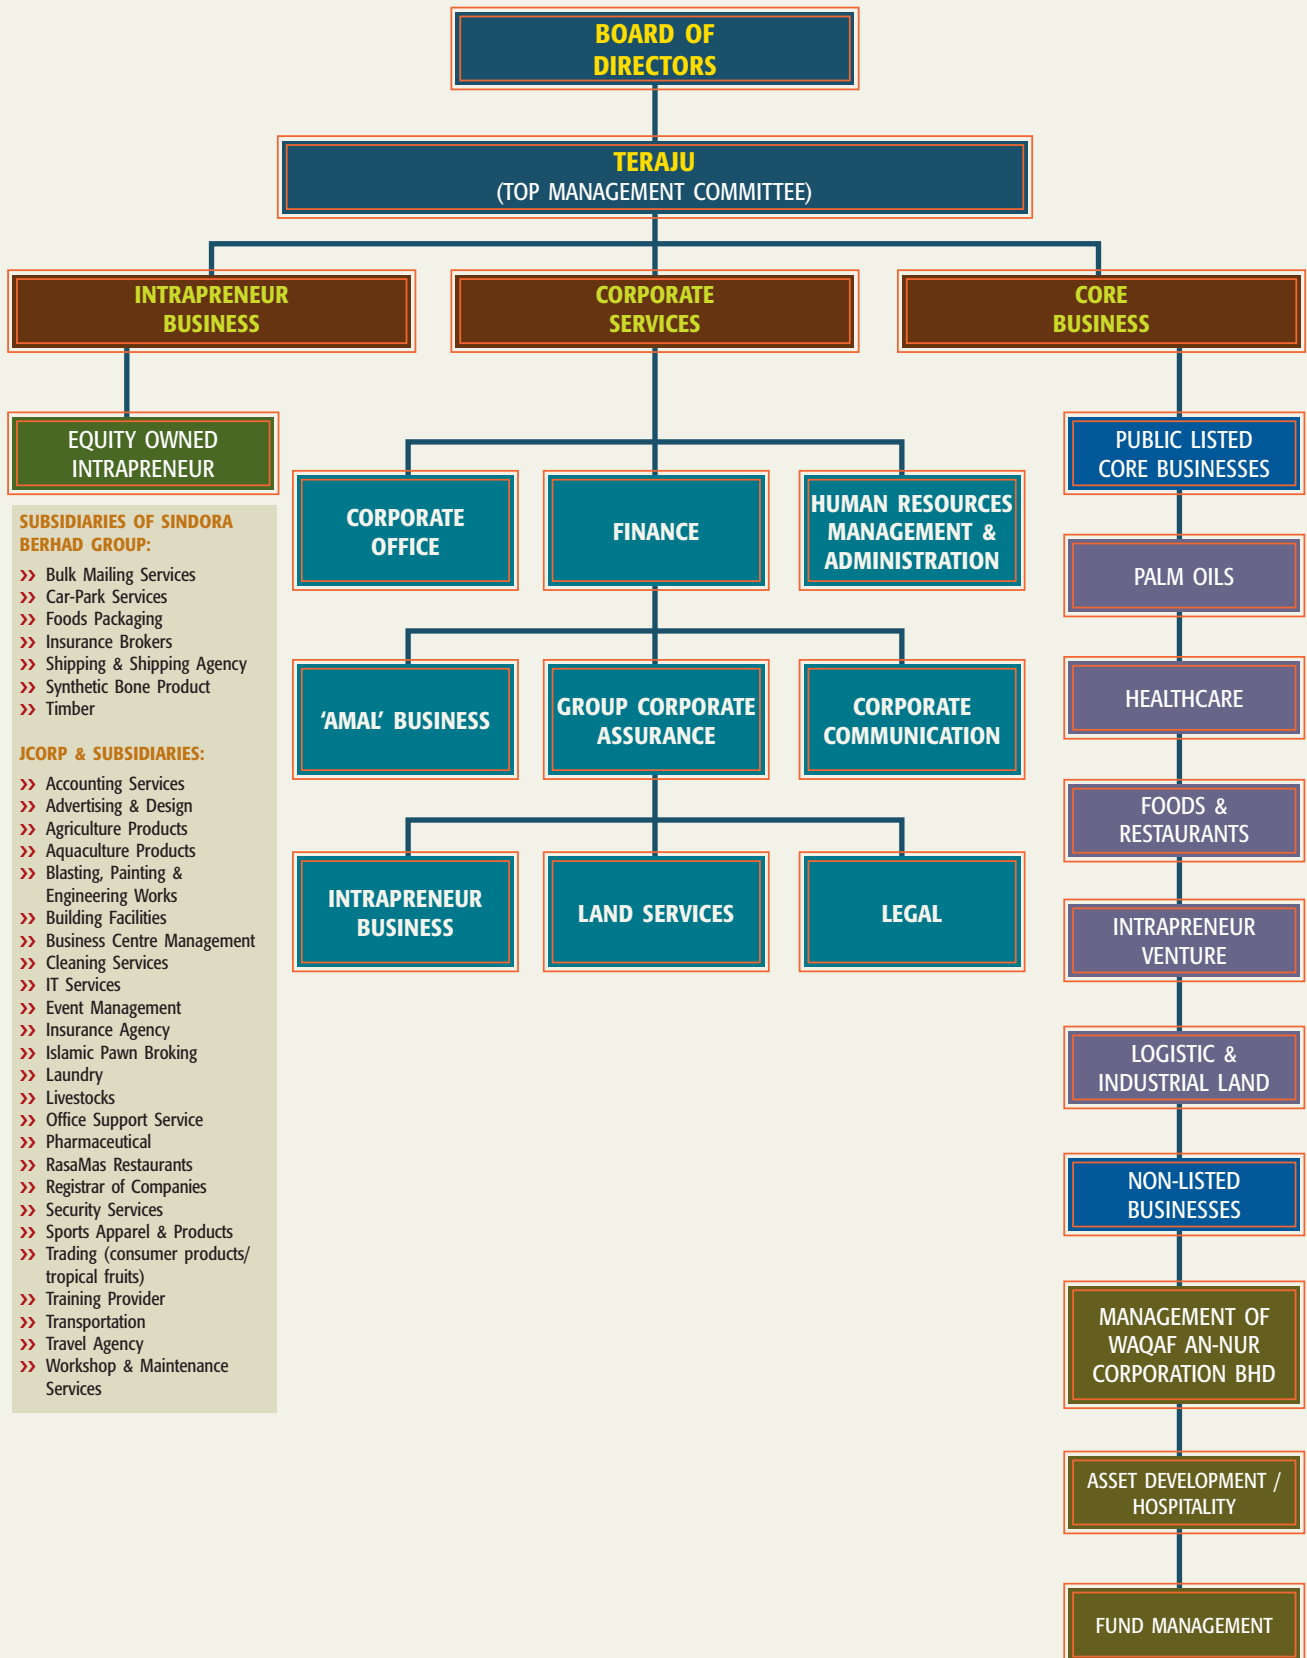 BOARD OF
DIRECTORS
TERAJU
(TOP MANAGEMENT COMMITTEE)
INTRAPRENEUR
BUSINESS
CORPORATE
SERVICES
CORE
BUSINESS
EQUITY OWNED
INTRAPRENEUR
SUBSIDIARIES OF SINDORA
BERHAD GROUP:
›› Bulk Mailing Services
›› Car-Park Services
›› Foods Packaging
›› Insurance Brokers
›› Shipping & Shipping Agency
›› Synthetic Bone Product
›› Timber
JCORP & SUBSIDIARIES:
›› Accounting Services
›› Advertising & Design
›› Agriculture Products
›› Aquaculture Products
›› Blasting, Painting &
Engineering Works
›› Building Facilities
›› Business Centre Management
›› Cleaning Services
›› IT Services
›› Event Management
›› Insurance Agency
›› Islamic Pawn Broking
›› Laundry
›› Livestocks
›› Office Support Service
›› Pharmaceutical
›› RasaMas Restaurants
›› Registrar of Companies
›› Security Services
›› Sports Apparel & Products
›› Trading (consumer products/
tropical fruits)
›› Training Provider
›› Transportation
›› Travel Agency
›› Workshop & Maintenance
Services
CORPORATE
OFFICE
FINANCE
HUMAN RESOURCES
MANAGEMENT &
ADMINISTRATION
‘AMAL’ BUSINESS
GROUP CORPORATE
ASSURANCE
CORPORATE
COMMUNICATION
INTRAPRENEUR
BUSINESS
LAND SERVICES
LEGAL
PUBLIC LISTED
CORE BUSINESSES
PALM OILS
HEALTHCARE
FOODS &
RESTAURANTS
INTRAPRENEUR
VENTURE
LOGISTIC &
INDUSTRIAL LAND
NON-LISTED
BUSINESSES
MANAGEMENT OF
WAQAF AN-NUR
CORPORATION BHD
ASSET DEVELOPMENT /
HOSPITALITY
FUND MANAGEMENT